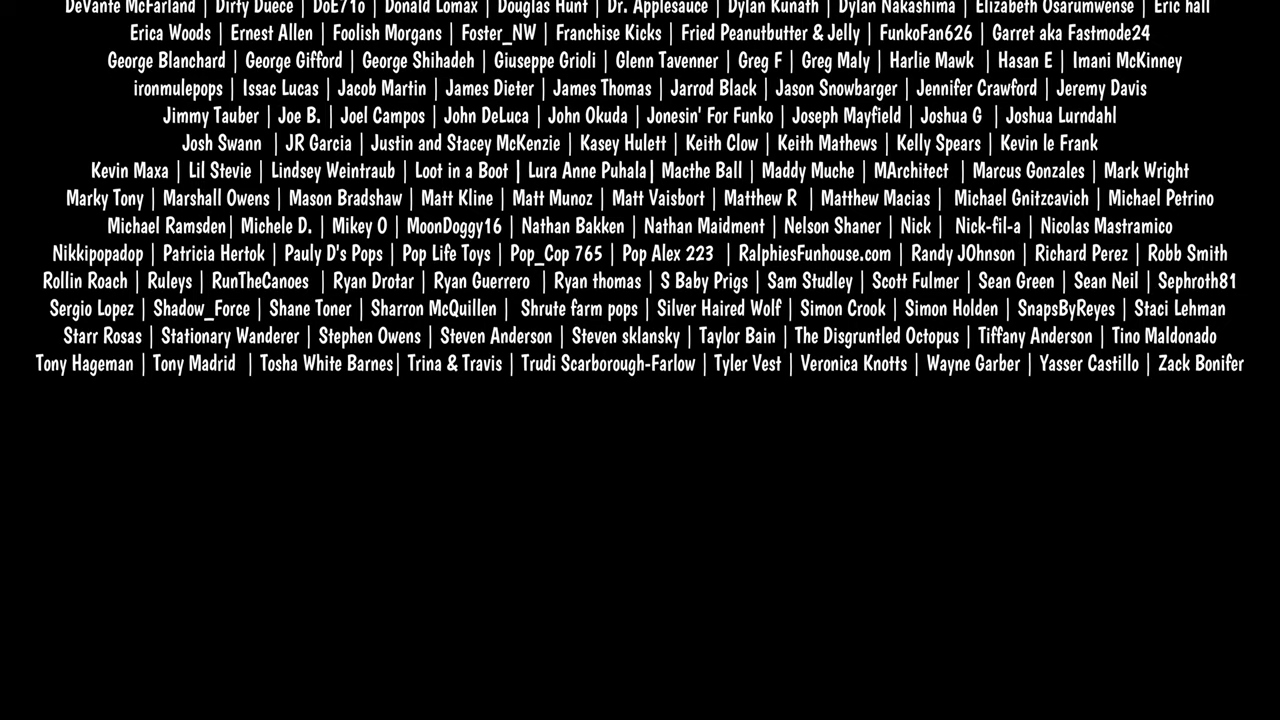 DeVante McFarland | Dirty Duece | DoE71o | Donald Lomax | Douglas Hunt | Dr. Applesauce | Dylan Kunath | Dylan Nakashima | Elizabeth Osarumwense | Eric hall
Erica Woods | Ernest Allen | Foolish Morgans | Foster_NW | Franchise Kicks | Fried Peanutbutter & Jelly | FunkoFan626 | Garret aka Fastmode24
George Blanchard | George Gifford | George Shihadeh | Giuseppe Grioli | Glenn Tavenner | Greg F | Greg Maly | Harlie Mawk | Hasan E | Imani McKinney
ironmulepops | Issac Lucas | Jacob Martin | James Dieter | James Thomas | Jarrod Black | Jason Snowbarger | Jennifer Crawford | Jeremy Davis
Jimmy Tauber | Joe B. | Joel Campos | John DeLuca | John Okuda | Jonesin' For Funko | Joseph Mayfield | Joshua G | Joshua Lurndahl
Josh Swann | JR Garcia | Justin and Stacey McKenzie | Kasey Hulett | Keith Clow | Keith Mathews | Kelly Spears | Kevin le Frank
Kevin Maxa | Lil Stevie | Lindsey Weintraub | Loot in a Boot | Lura Anne Puhala | Macthe Ball | Maddy Muche | MArchitect | Marcus Gonzales | Mark Wright
Marky Tony | Marshall Owens | Mason Bradshaw | Matt Kline | Matt Munoz | Matt Vaisbort | Matthew R | Matthew Macias | Michael Gnitzcavich | Michael Petrino
Michael Ramsden | Michele D. | Mikey O | MoonDoggy16 | Nathan Bakken | Nathan Maidment | Nelson Shaner | Nick | Nick-fil-a | Nicolas Mastramico
Nikkipopadop | Patricia Hertok | Pauly D's Pops | Pop Life Toys | Pop_Cop 765 | Pop Alex 223 | RalphiesFunhouse.com | Randy JOhnson | Richard Perez | Robb Smith
Rollin Roach | Ruleys | RunTheCanoes | Ryan Drotar | Ryan Guerrero | Ryan thomas | S Baby Prigs | Sam Studley | Scott Fulmer | Sean Green | Sean Neil | Sephroth81
Sergio Lopez | Shadow_Force | Shane Toner | Sharron McQuillen | Shrute farm pops | Silver Haired Wolf | Simon Crook | Simon Holden | SnapsByReyes | Staci Lehman
Starr Rosas | Stationary Wanderer | Stephen Owens | Steven Anderson | Steven sklansky | Taylor Bain | The Disgruntled Octopus | Tiffany Anderson | Tino Maldonado
Tony Hageman | Tony Madrid | Tosha White Barnes | Trina & Travis | Trudi Scarborough-Farlow | Tyler Vest | Veronica Knotts | Wayne Garber | Yasser Castillo | Zack Bonifer